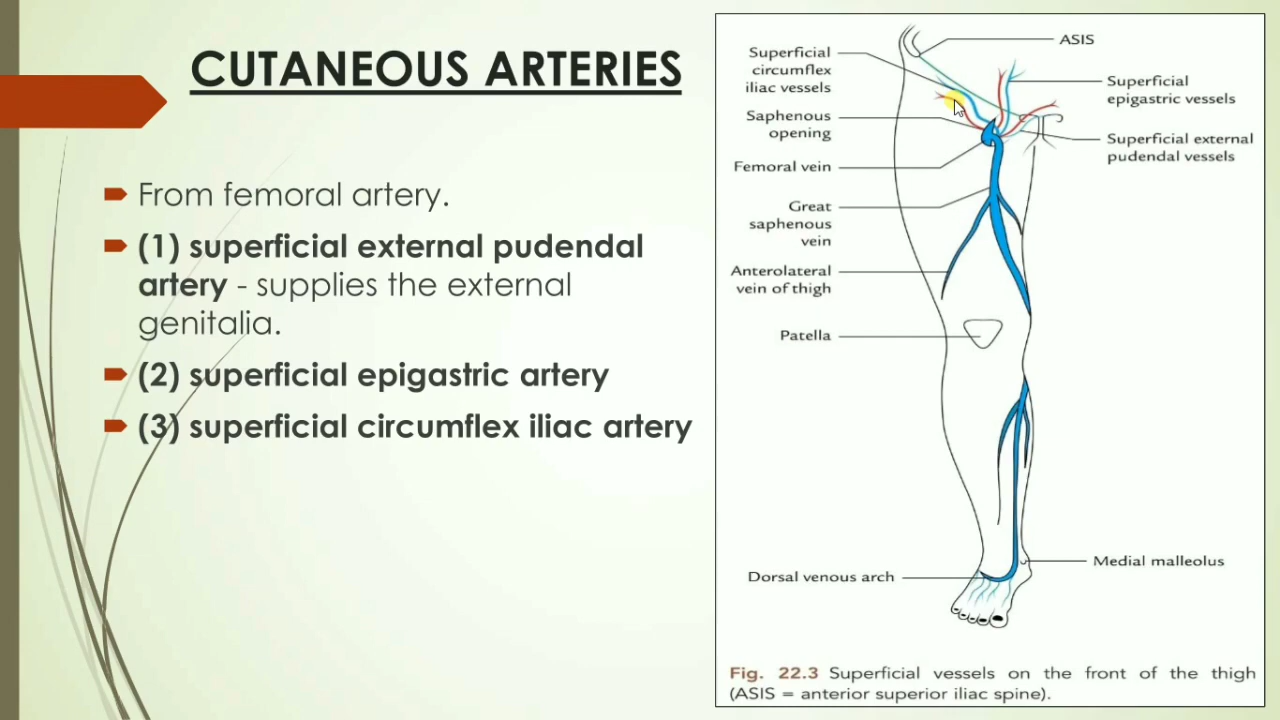 CUTANEOUS ARTERIES
From femoral artery.
(1) superficial external pudendal
artery - supplies the external
genitalia.
(2) superficial epigastric artery
(3) superficial circumflex iliac artery
Superficial
circumflex
iliac vessels
Saphenous
opening
Femoral vein
Great
saphenous
vein
Anterolateral
vein of thigh
Patella
Dorsal venous arch
ASIS
Superficial
epigastric vessels
Superficial external
pudendal vessels
Medial malleolus
Fig. 22.3 Superficial vessels on the front of the thigh
(ASIS = anterior superior iliac spine).